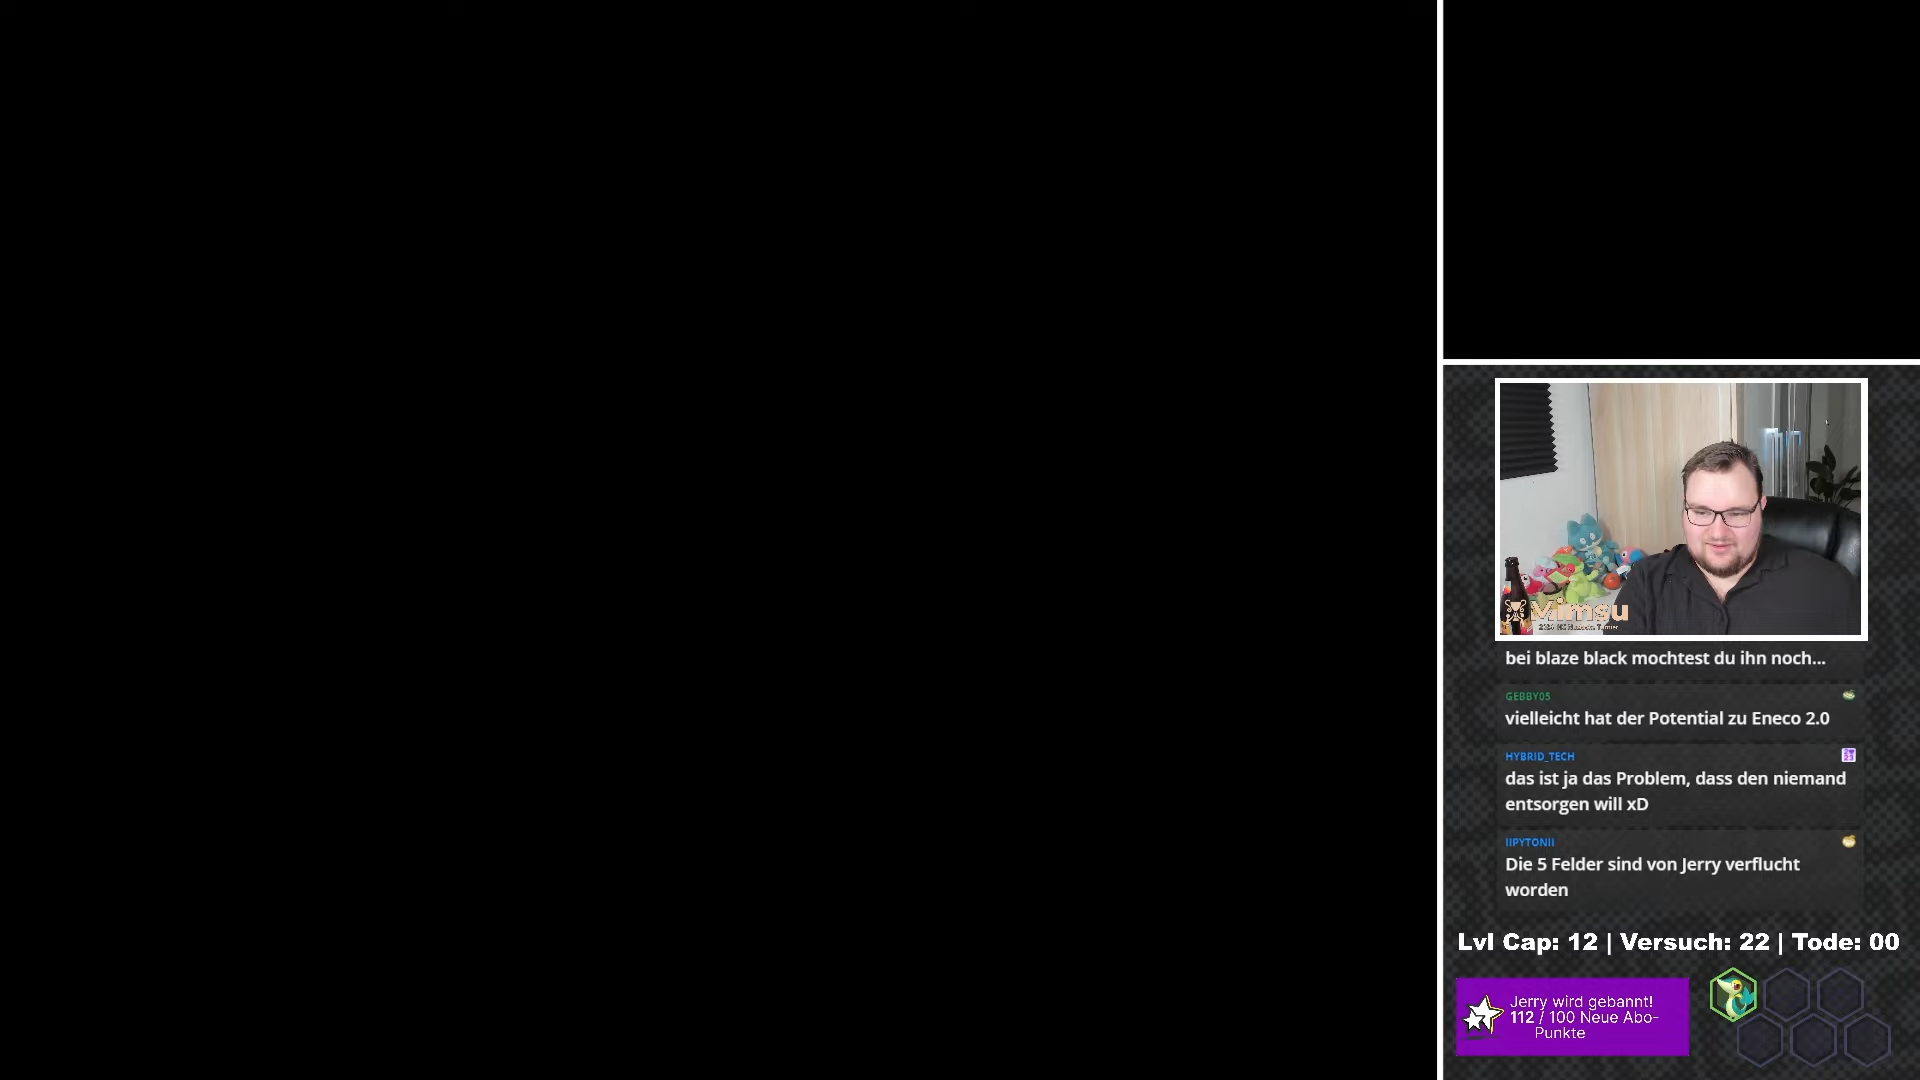 Mimsu
bei blaze black mochtest du ihn noch...
GEBBY05
vielleicht hat der Potential zu Eneco 2.0
HYBRID_TECH
das ist ja das Problem, dass den niemand
entsorgen will xD
IIPYTONII
Die 5 Felder sind von Jerry verflucht
worden
Lvl Cap: 12 | Versuch: 22 | Tode: 00
Jerry wird gebannt!
112 / 100 Neue Abo-
Punkte